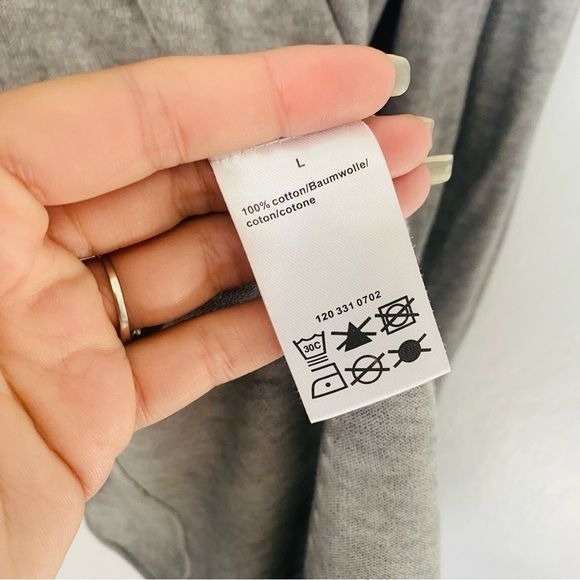 L
100% cotton/Baumwolle/
coton/cotone
120 331 0702
30C